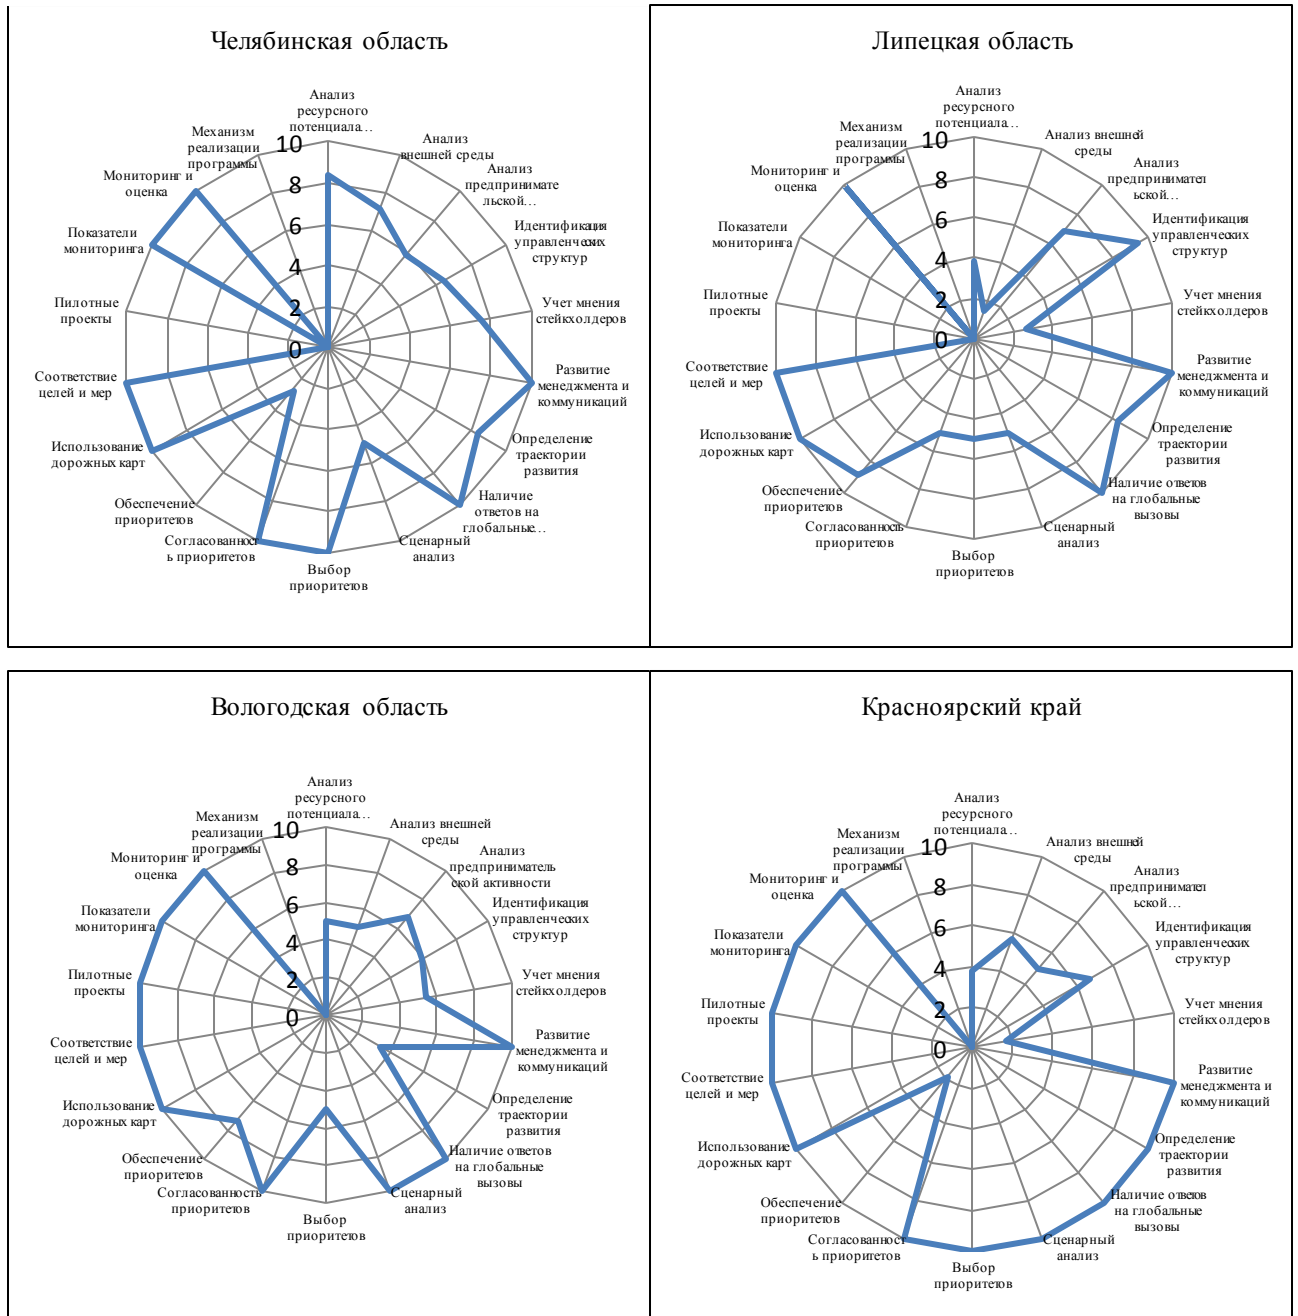 Челябинская область
Анализ
ресурсного
потенциала…
Анализ
внешней среды
Анализ
предпринимате
льской…
Идентификация
управленческих
структур
Учет мнения
стейкхолдеров
Развитие
менеджмента и
коммуникаций
Определение
траектории
развития
Наличие
ответов на
глобальные…
Сценарный
анализ
Выбор
приоритетов
Согласованност
ь приоритетов
Обеспечение
приоритетов
Использование
дорожных карт
Соответствие
целей и мер
Пилотные
проекты
Показатели
мониторинга
Мониторинг и
оценка
Механизм
реализации
программы
10
8
6
4
2
0
Липецкая область
Анализ
ресурсного
потенциала…
Анализ внешней
среды
Анализ
предпринимател
ьской…
Идентификация
управленческих
структур
Учет мнения
стейкхолдеров
Развитие
менеджмента и
коммуникаций
Определение
траектории
развития
Наличие ответов
на глобальные
вызовы
Сценарный
анализ
Выбор
приоритетов
Согласованность
приоритетов
Обеспечение
приоритетов
Использование
дорожных карт
Соответствие
целей и мер
Пилотные
проекты
Показатели
мониторинга
Мониторинг и
оценка
Механизм
реализации
программы
10
8
6
4
2
0
Вологодская область
Анализ
ресурсного
потенциала…
Анализ внешней
среды
Анализ
предприниматель
ской активности
Идентификация
управленческих
структур
Учет мнения
стейкхолдеров
Развитие
менеджмента и
коммуникаций
Определение
траектории
развития
Наличие ответов
на глобальные
вызовы
Сценарный
анализ
Выбор
приоритетов
Согласованность
приоритетов
Обеспечение
приоритетов
Использование
дорожных карт
Соответствие
целей и мер
Пилотные
проекты
Показатели
мониторинга
Мониторинг и
оценка
Механизм
реализации
программы
10
8
6
4
2
0
Красноярский край
Анализ
ресурсного
потенциала…
Анализ внешней
среды
Анализ
предпринимател
ьской…
Идентификация
управленческих
структур
Учет мнения
стейкхолдеров
Развитие
менеджмента и
коммуникаций
Определение
траектории
развития
Наличие ответов
на глобальные
вызовы
Сценарный
анализ
Выбор
приоритетов
Согласованност
ь приоритетов
Обеспечение
приоритетов
Использование
дорожных карт
Соответствие
целей и мер
Пилотные
проекты
Показатели
мониторинга
Мониторинг и
оценка
Механизм
реализации
программы
10
8
6
4
2
0